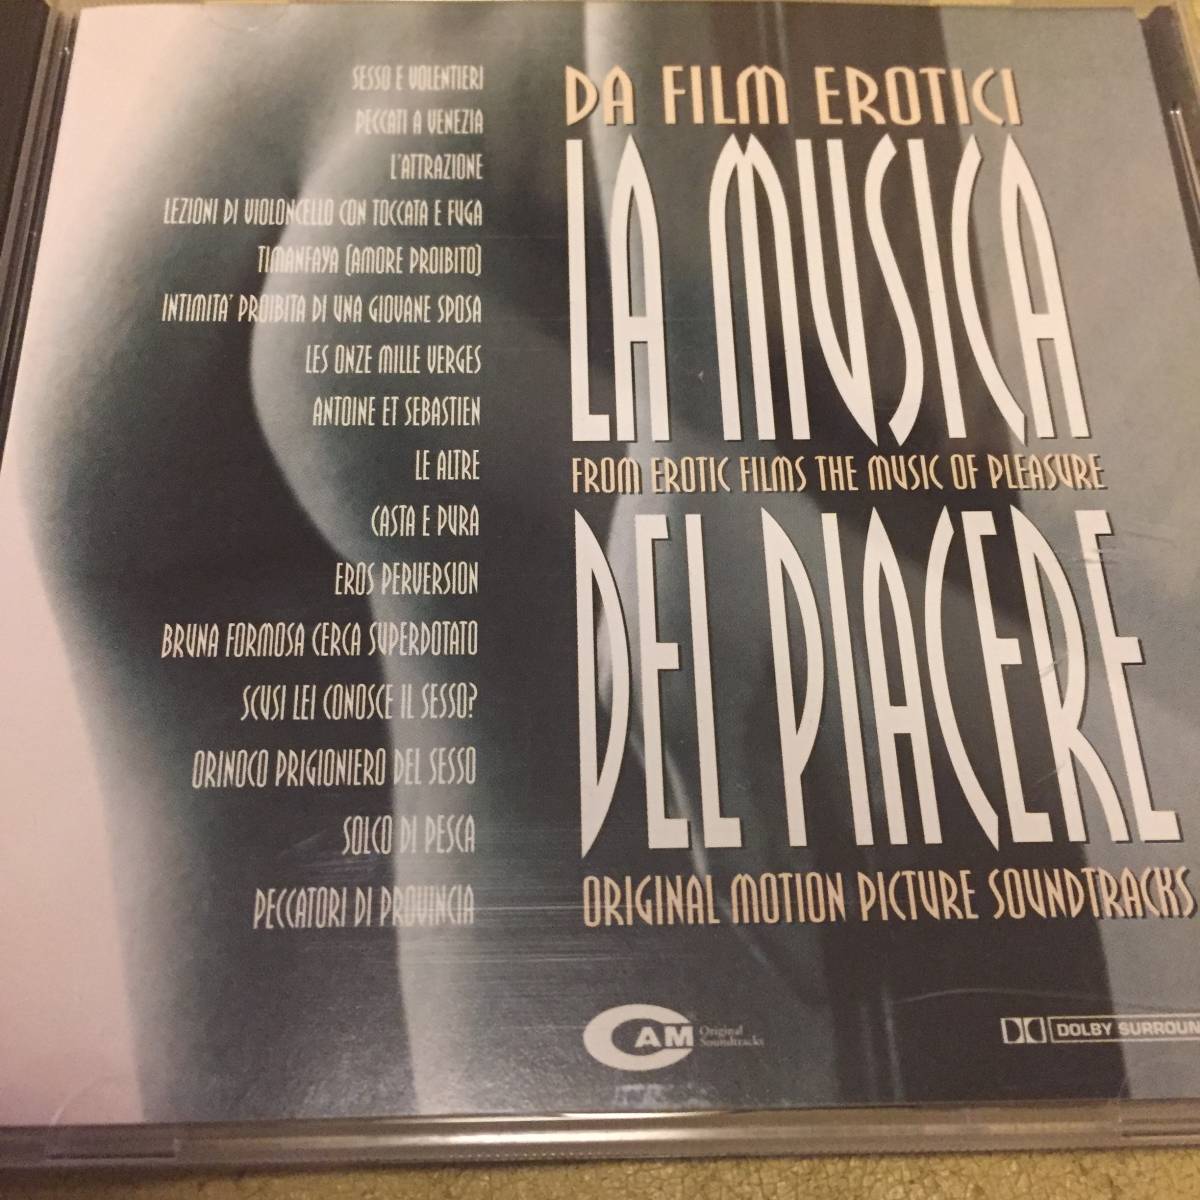 SESSO E VOLENTIERI
PECCATI A VENEZIA
L'ATTRAZIONE
LEZIONI DI VIOLONCELLO CON TOCCATA E FUGA
TIMANFAYA (AMORE PROIBITO)
INTIMITA' PROIBITA DI UNA GIOVANE SPOSA
LES ONZE MILLE VERGES
ANTOINE ET SEBASTIEN
LE ALTRE
CASTA E PURA
EROS PERVERSION
BRUNA FORMOSA CERCA SUPERDOTATO
SCUSI LEI CONOSCE IL SESSO?
ORINOCO PRIGIONIERO DEL SESSO
SOLCO DI PESCA
PECCATORI DI PROVINCIA
DA FILM EROTICI
LA MUSICA
FROM EROTIC FILMS THE MUSIC OF PLEASURE
DEL PIACERE
ORIGINAL MOTION PICTURE SOUNDTRACKS
CAM Original
Soundtracks
DOLBY SURROUN